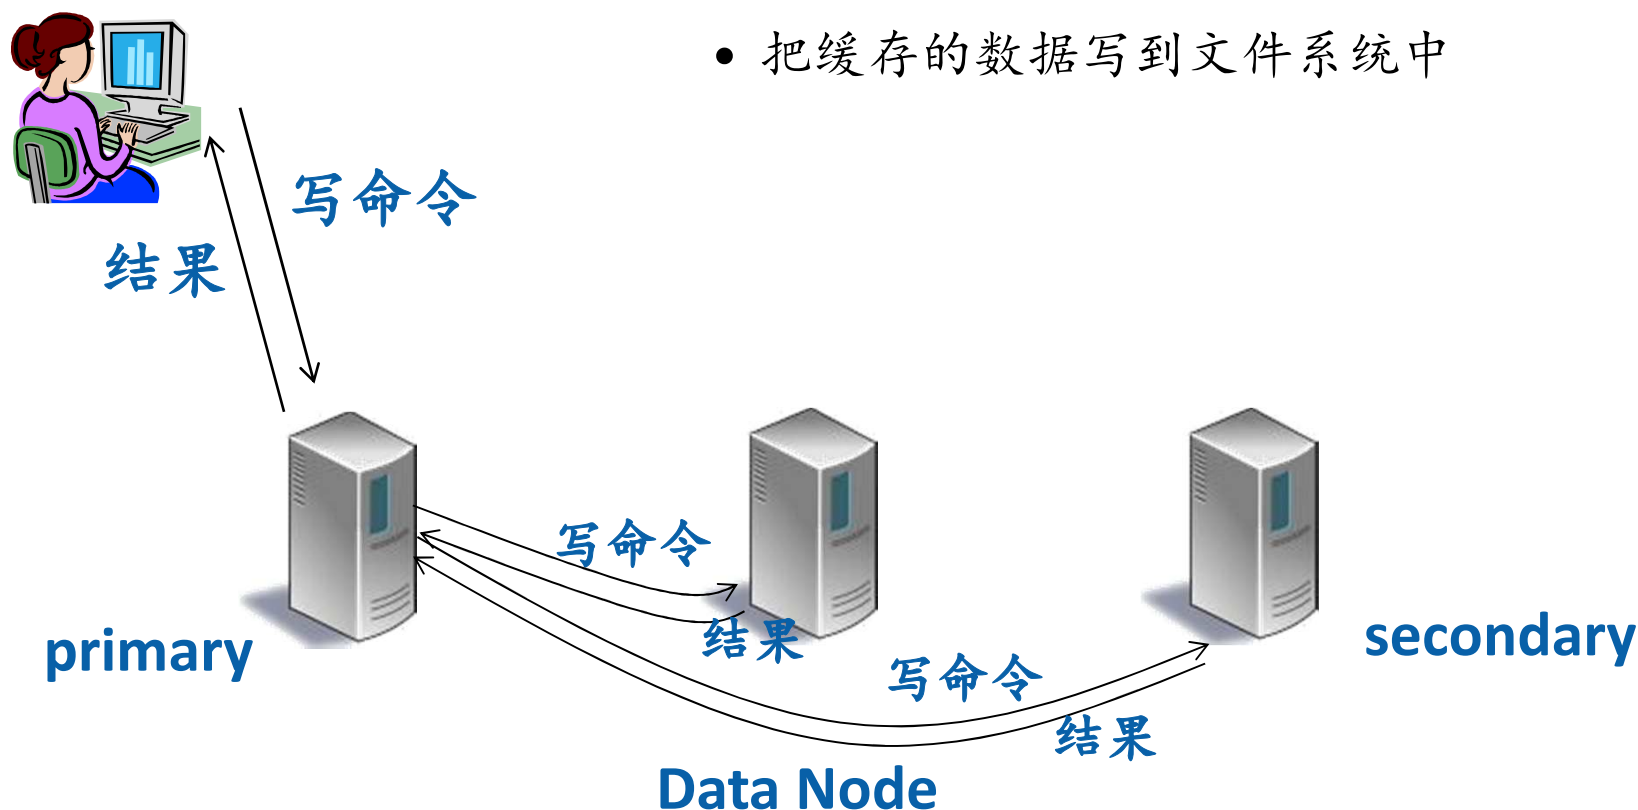 • 把缓存的数据写到文件系统中
写命令
结果
写命令
结果
primary
secondary
写命令
结果
Data Node